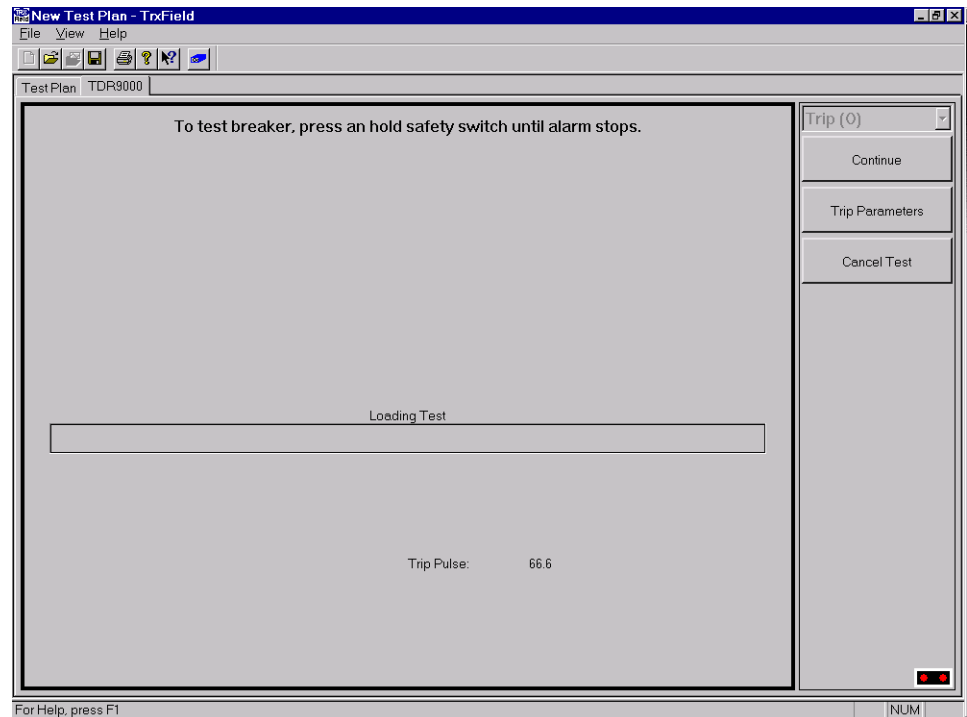 New Test Plan - TrxField
File View Help
Test Plan TDR9000
To test breaker, press an hold safety switch until alarm stops.
Trip (O)
Continue
Trip Parameters
Cancel Test
Loading Test
Trip Pulse: 66.6
For Help, press F1
NUM